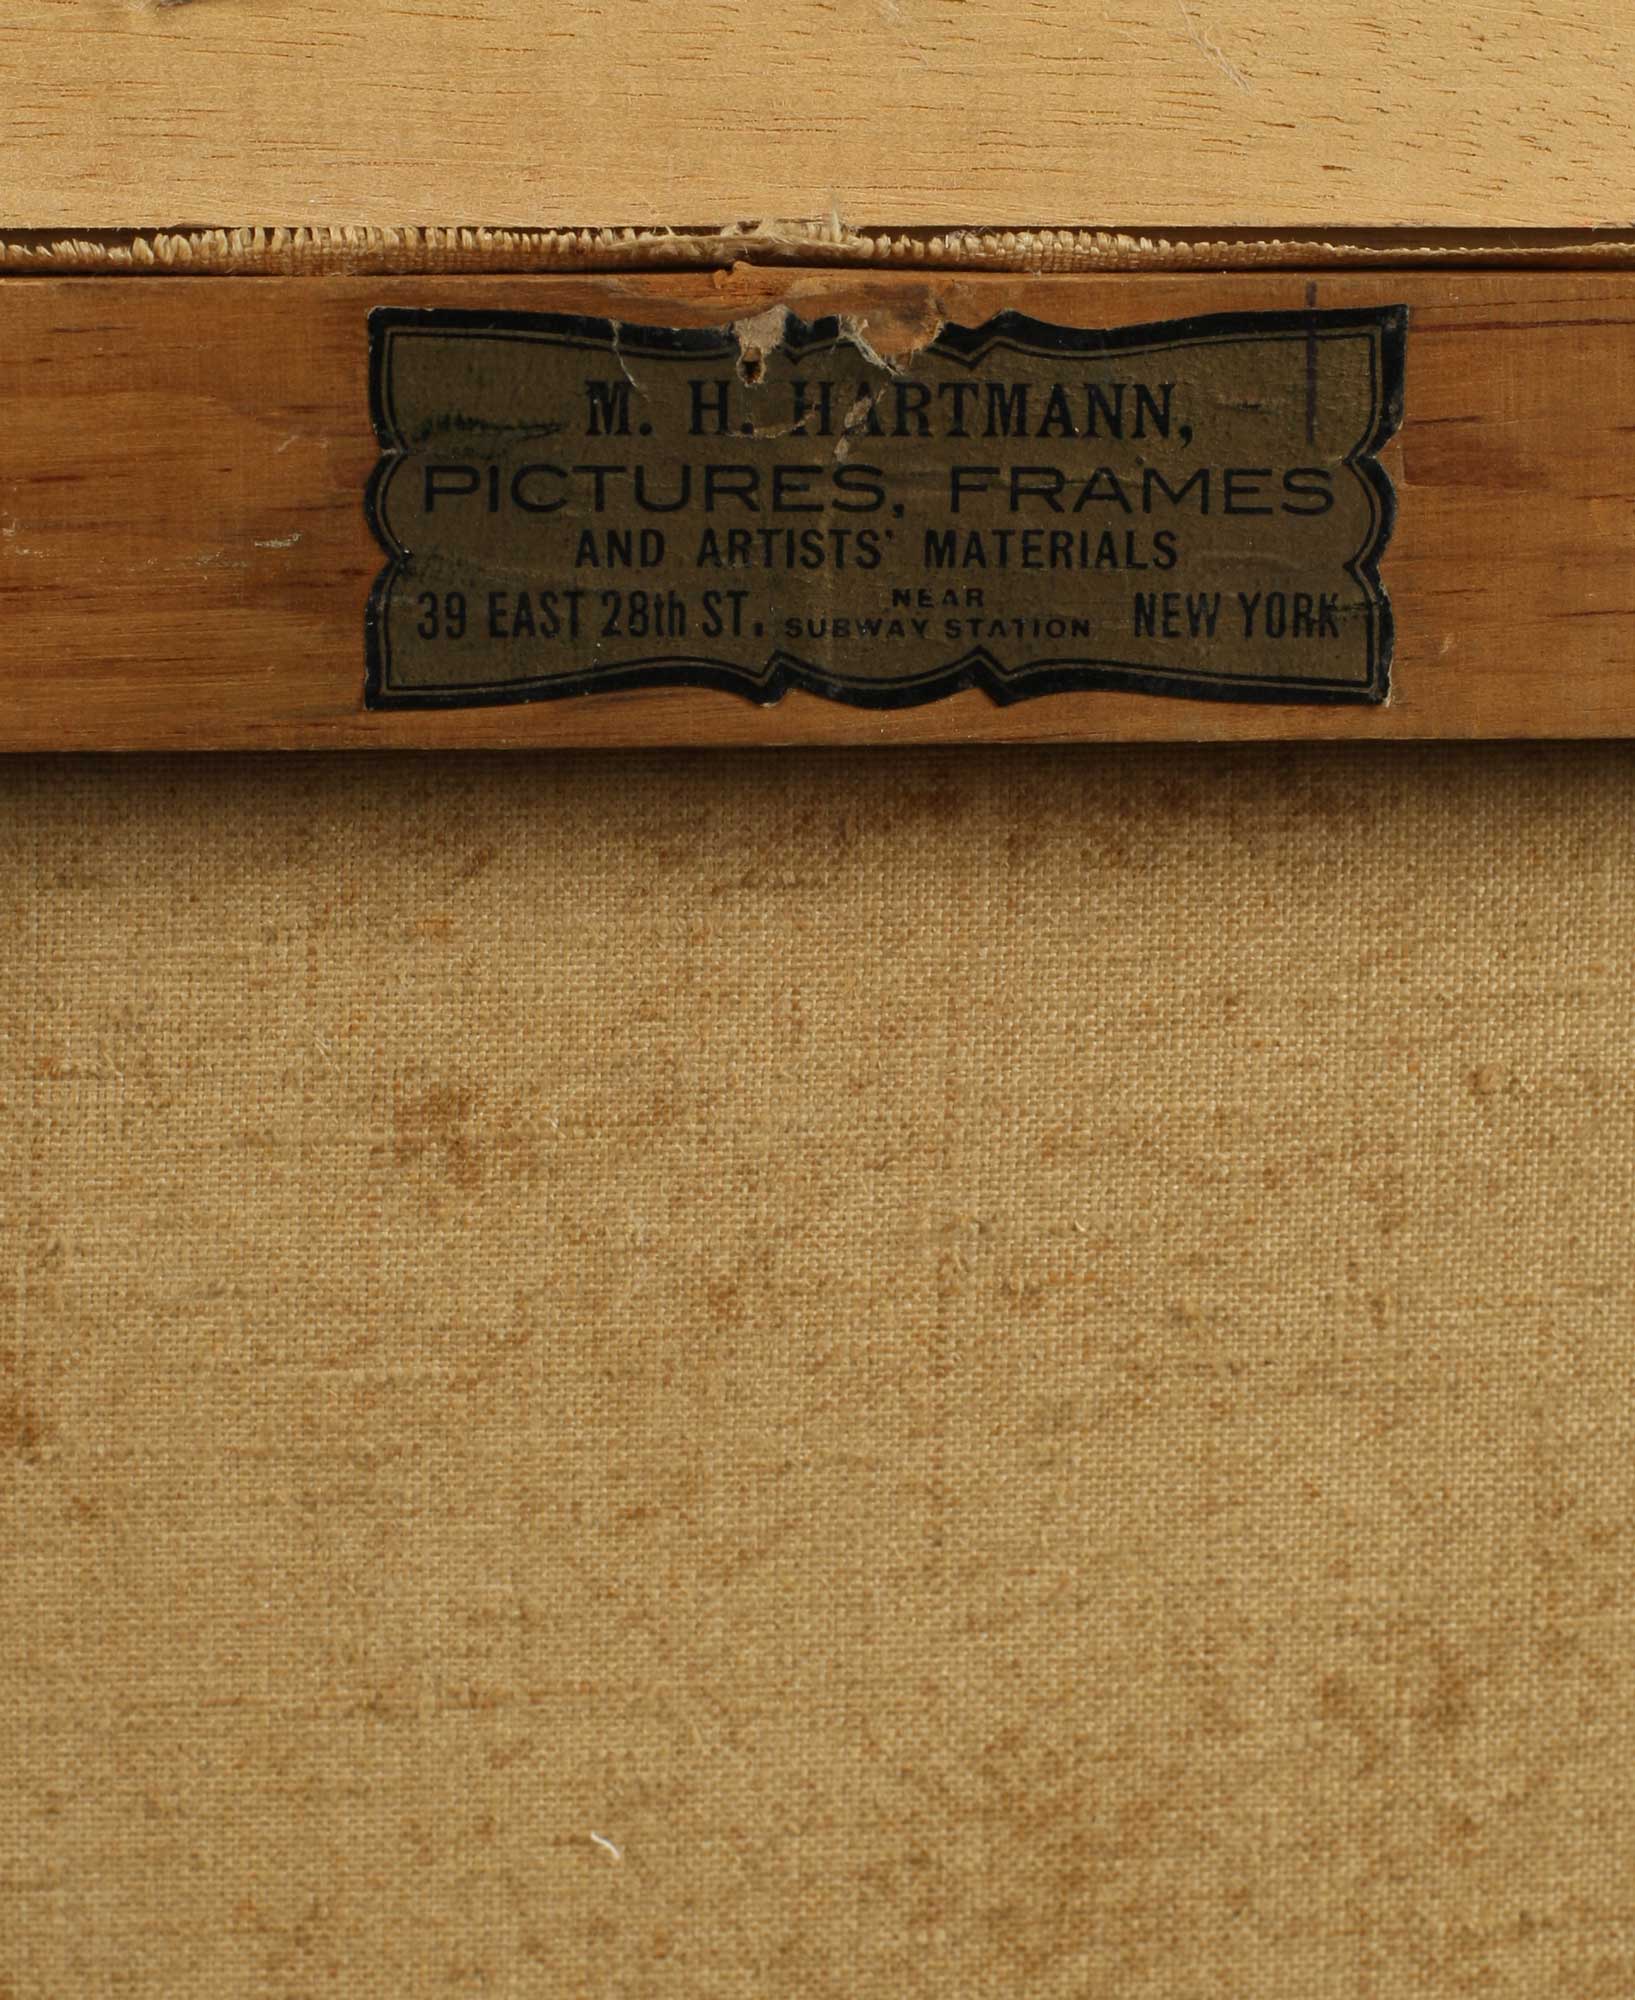 M. H. HARTMANN,
PICTURES, FRAMES
AND ARTISTS' MATERIALS
39 EAST 28th ST. NEAR SUBWAY STATION NEW YORK